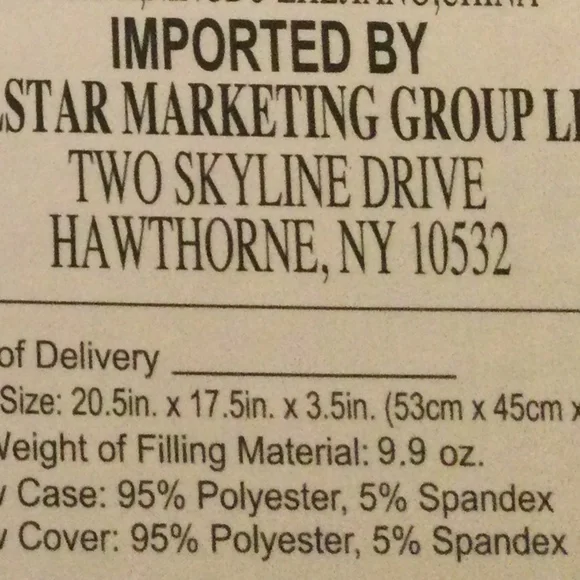 IMPORTED BY
STAR MARKETING GROUP
TWO SKYLINE DRIVE
HAWTHORNE, NY 10532
of Delivery
Size: 20.5in. x 17.5in. x 3.5in. (53cm x 45cm x
Weight of Filling Material: 9.9 oz.
Case: 95% Polyester, 5% Spandex
Cover: 95% Polyester, 5% Spandex